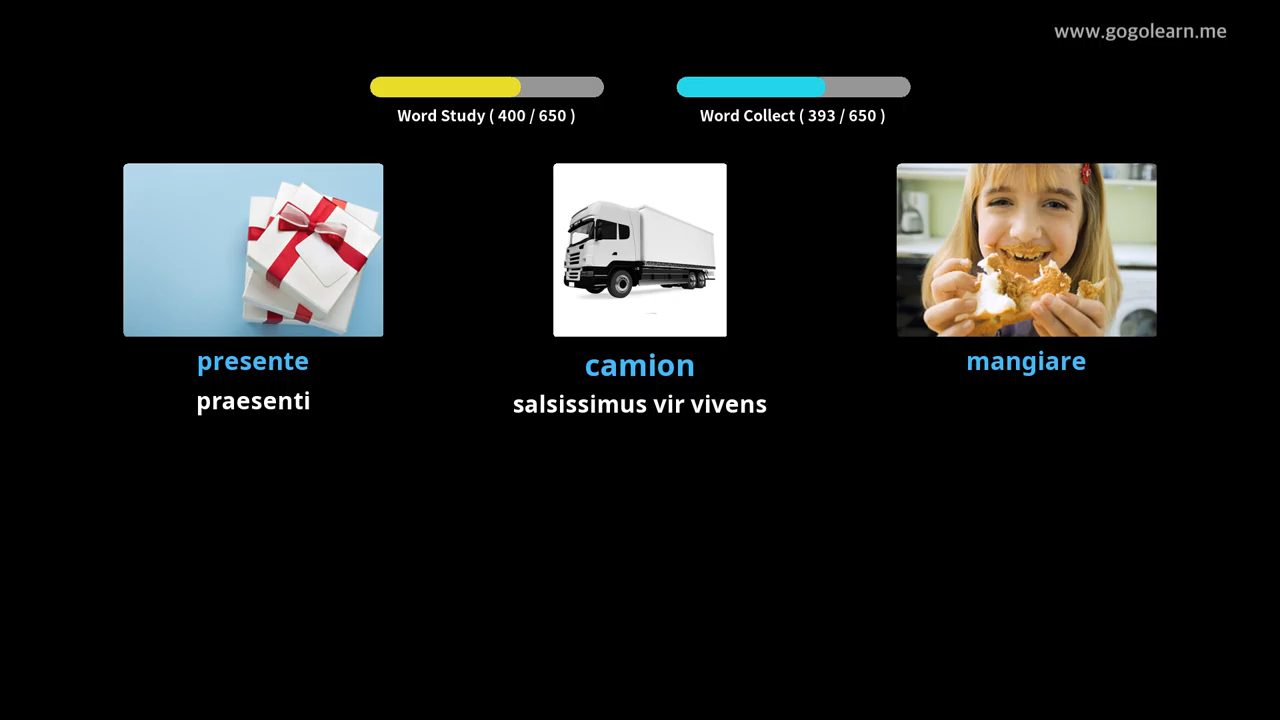 www.gogolearn.me
Word Study ( 400 / 650 )
Word Collect ( 393 / 650 )
presente
camion
mangiare
praesenti
salsissimus vir vivens